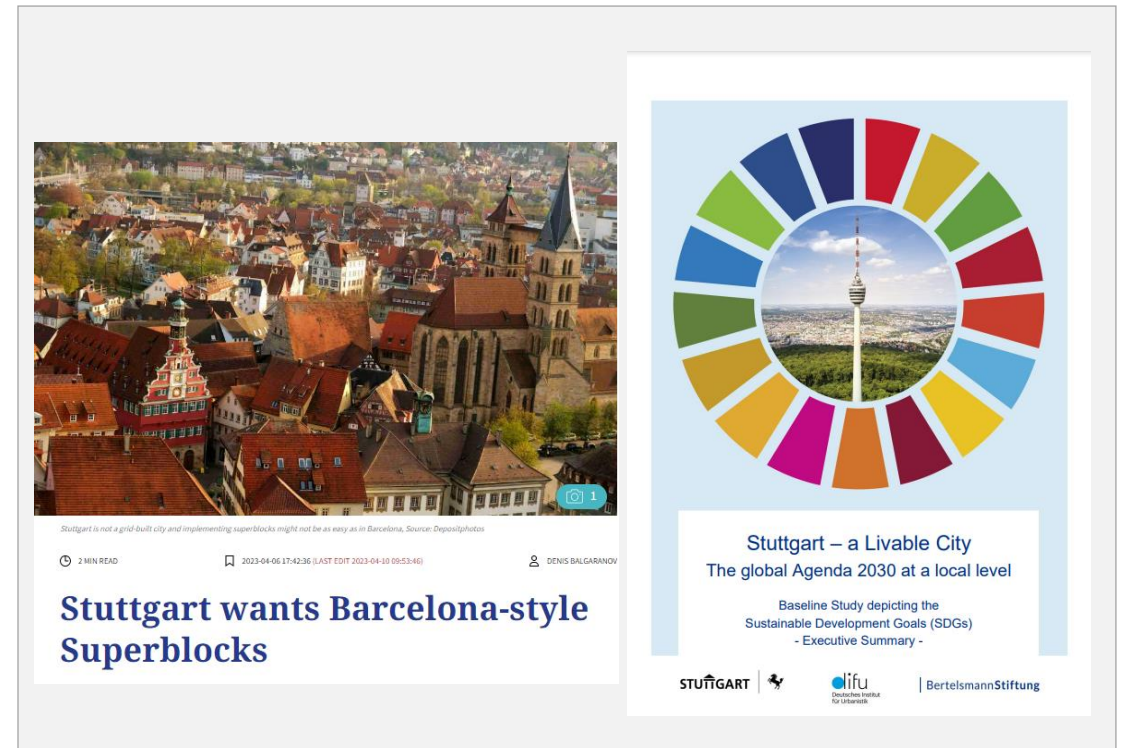 1
Stuttgart is not a grid-built city and implementing superblocks might not be as easy as in Barcelona, Source: Depositphotos
2 MIN READ
2023-04-06 17:42:36 (LAST EDIT 2023-04-10 09:53:46)
DENIS BALGARANOV
Stuttgart wants Barcelona-style
Superblocks
Stuttgart – a Livable City
The global Agenda 2030 at a local level
Baseline Study depicting the
Sustainable Development Goals (SDGs)
- Executive Summary -
STUTTGART
difu
Deutsches Institut
für Urbanistik
BertelsmannStiftung